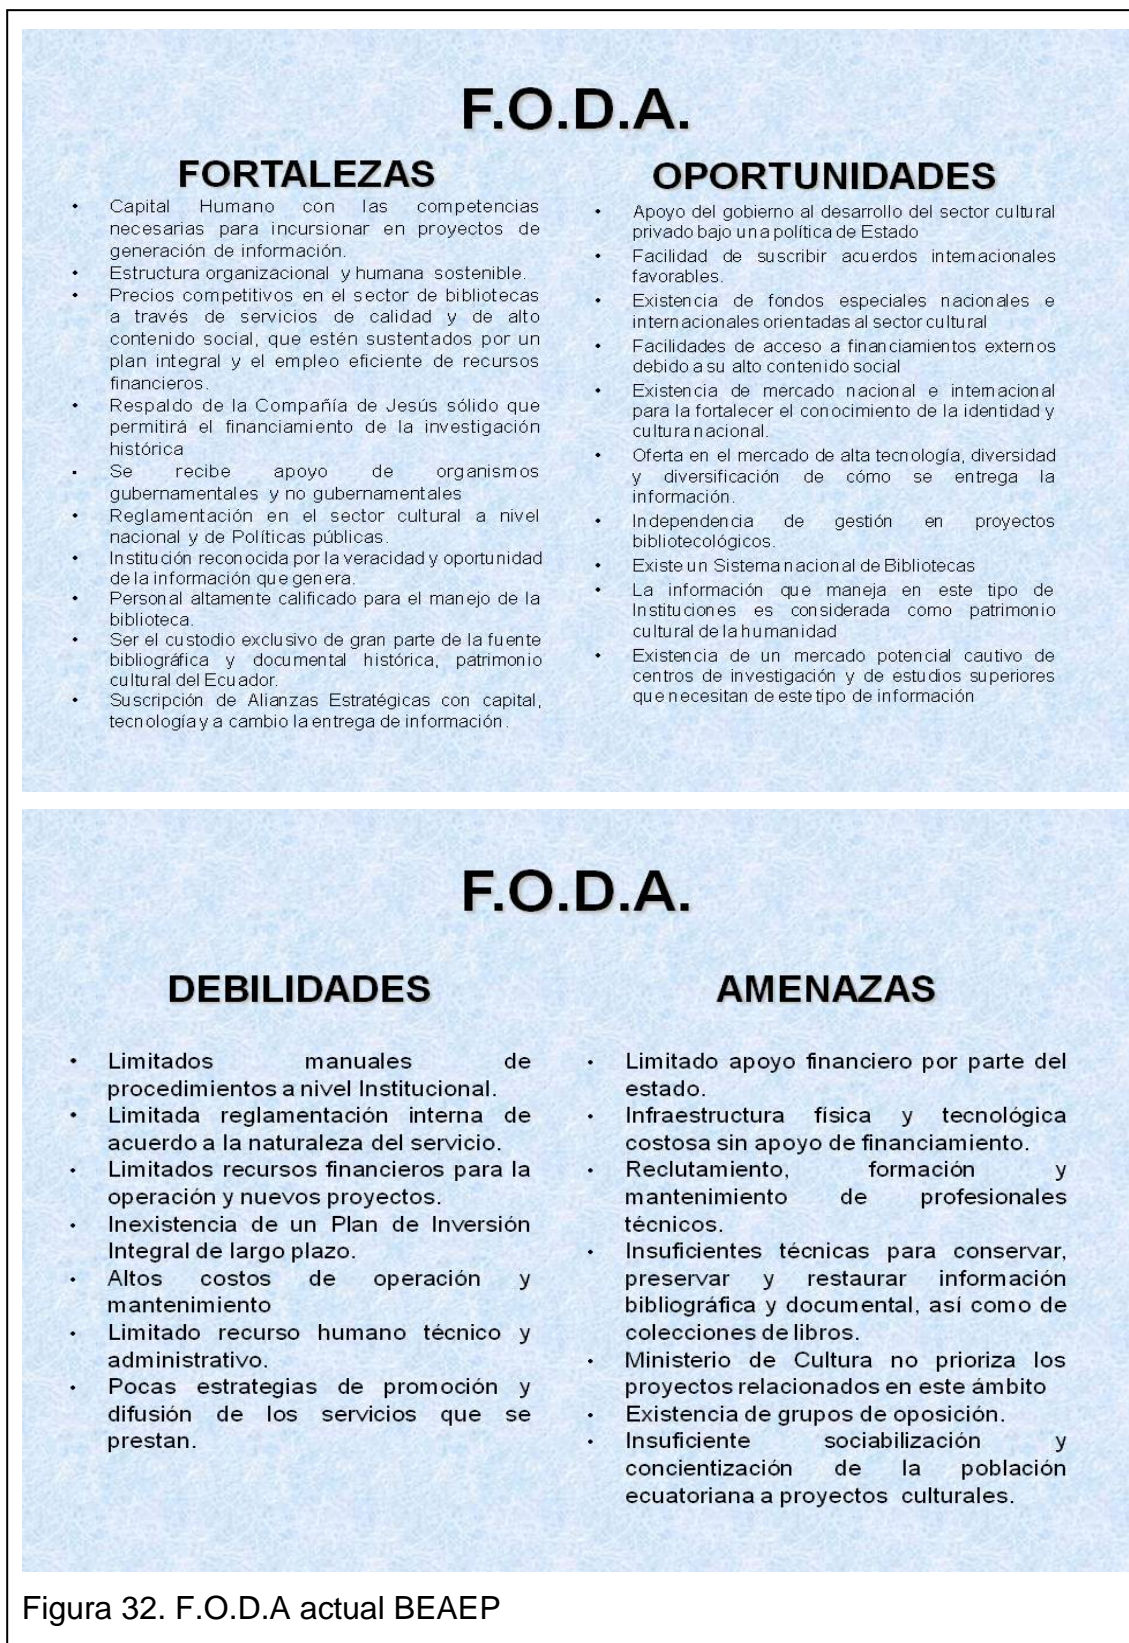 F.O.D.A.
FORTALEZAS
• Capital Humano con las competencias
necesarias para incursionar en proyectos de
generación de información.
• Estructura organizacional y humana sostenible.
• Precios competitivos en el sector de bibliotecas
a través de servicios de calidad y de alto
contenido social, que estén sustentados por un
plan integral y el empleo eficiente de recursos
financieros.
• Respaldo de la Compañía de Jesús sólido que
permitirá el financiamiento de la investigación
histórica
• Se recibe apoyo de organismos
gubernamentales y no gubernamentales
• Reglamentación en el sector cultural a nivel
nacional y de Políticas públicas.
• Institución reconocida por la veracidad y oportunidad
de la información que genera.
• Personal altamente calificado para el manejo de la
biblioteca.
• Ser el custodio exclusivo de gran parte de la fuente
bibliográfica y documental histórica, patrimonio
cultural del Ecuador.
• Suscripción de Alianzas Estratégicas con capital,
tecnología y a cambio la entrega de información.
OPORTUNIDADES
• Apoyo del gobierno al desarrollo del sector cultural
privado bajo una política de Estado
• Facilidad de suscribir acuerdos internacionales
favorables.
• Existencia de fondos especiales nacionales e
internacionales orientadas al sector cultural
• Facilidades de acceso a financiamientos externos
debido a su alto contenido social
• Existencia de mercado nacional e internacional
para la fortalecer el conocimiento de la identidad y
cultura nacional.
• Oferta en el mercado de alta tecnología, diversidad
y diversificación de cómo se entrega la
información.
• Independencia de gestión en proyectos
bibliotecológicos.
• Existe un Sistema nacional de Bibliotecas
• La información que maneja en este tipo de
Instituciones es considerada como patrimonio
cultural de la humanidad
• Existencia de un mercado potencial cautivo de
centros de investigación y de estudios superiores
que necesitan de este tipo de información
F.O.D.A.
DEBILIDADES
• Limitados manuales de
procedimientos a nivel Institucional.
• Limitada reglamentación interna de
acuerdo a la naturaleza del servicio.
• Limitados recursos financieros para la
operación y nuevos proyectos.
• Inexistencia de un Plan de Inversión
Integral de largo plazo.
• Altos costos de operación y
mantenimiento
• Limitado recurso humano técnico y
administrativo.
• Pocas estrategias de promoción y
difusión de los servicios que se
prestan.
AMENAZAS
• Limitado apoyo financiero por parte del
estado.
• Infraestructura física y tecnológica
costosa sin apoyo de financiamiento.
• Reclutamiento, formación y
mantenimiento de profesionales
técnicos.
• Insuficientes técnicas para conservar,
preservar y restaurar información
bibliográfica y documental, así como de
colecciones de libros.
• Ministerio de Cultura no prioriza los
proyectos relacionados en este ámbito
• Existencia de grupos de oposición.
• Insuficiente sociabilización y
concientización de la población
ecuatoriana a proyectos culturales.
Figura 32. F.O.D.A actual BEAEP